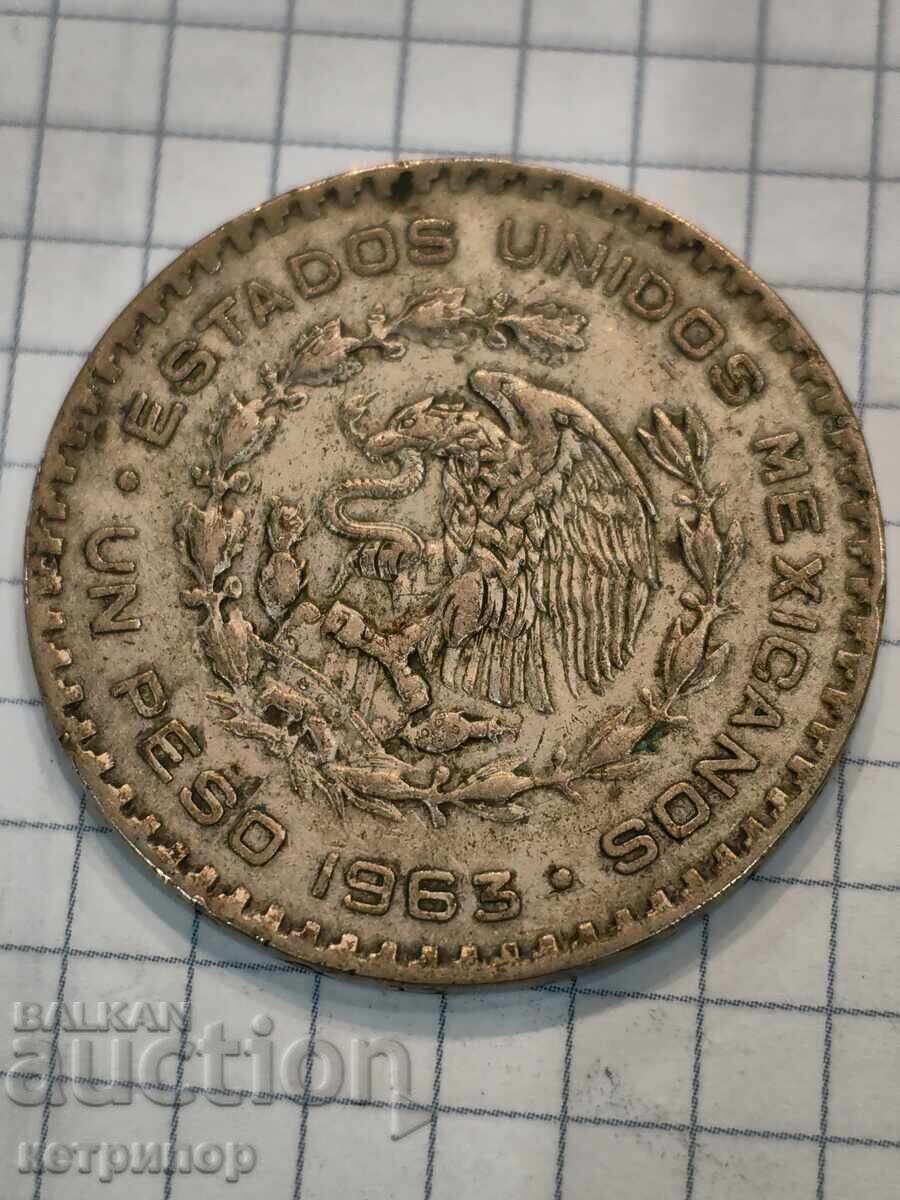 ESTADOS UNIDOS MEXICANOS
· UN PESO 1963 ·
BALKAN
auction
кетрипор